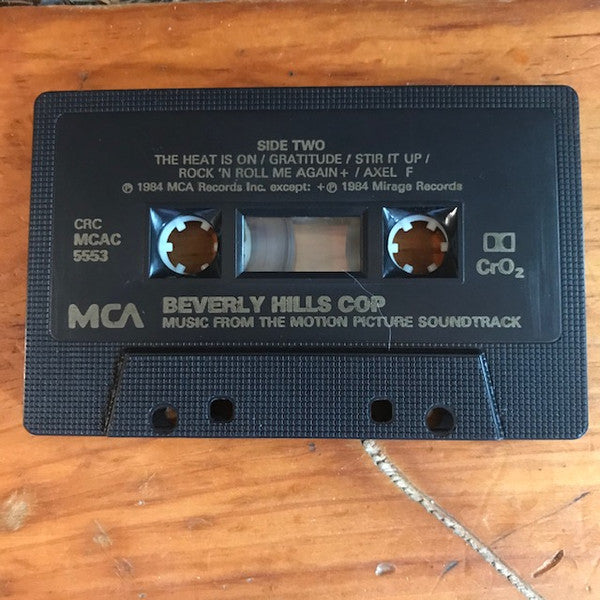 SIDE TWO
THE HEAT IS ON / GRATITUDE / STIR IT UP /
ROCK 'N ROLL ME AGAIN + / AXEL F
℗ 1984 MCA Records Inc. except: +℗ 1984 Mirage Records
CRC
MCAC
5553
CrO₂
MCA
BEVERLY HILLS COP
MUSIC FROM THE MOTION PICTURE SOUNDTRACK